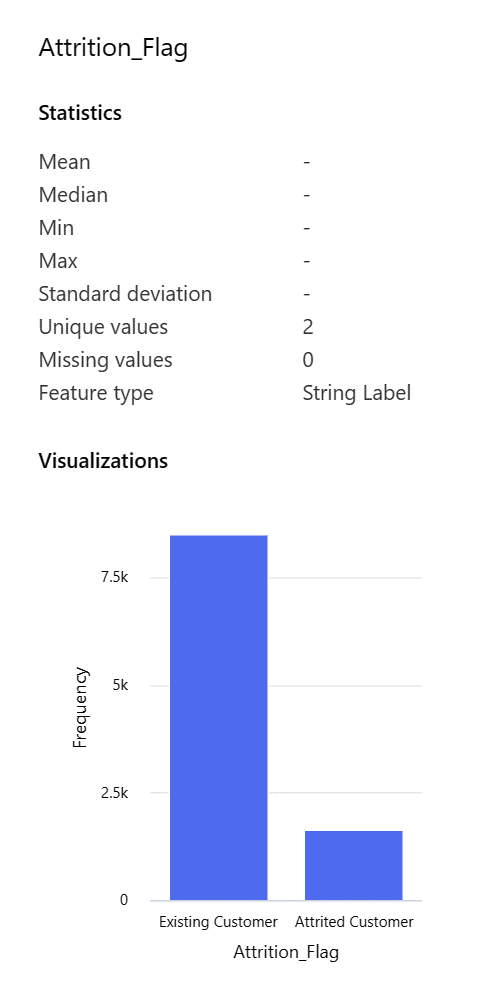 Attrition_Flag
Statistics
Mean -
Median -
Min -
Max -
Standard deviation -
Unique values 2
Missing values 0
Feature type String Label
Visualizations
7.5k
5k
2.5k
0
Frequency
Existing Customer Attrited Customer
Attrition_Flag